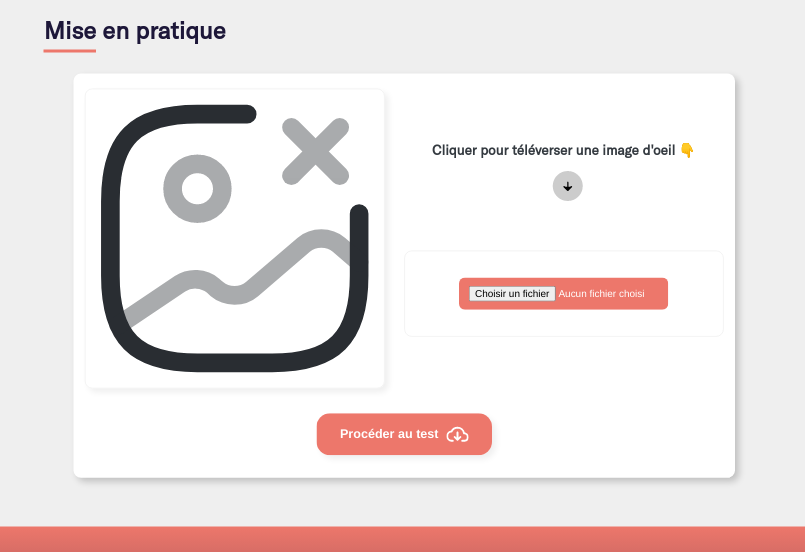 Mise en pratique
Cliquer pour téléverser une image d'oeil 👇
Choisir un fichier Aucun fichier choisi
Procéder au test